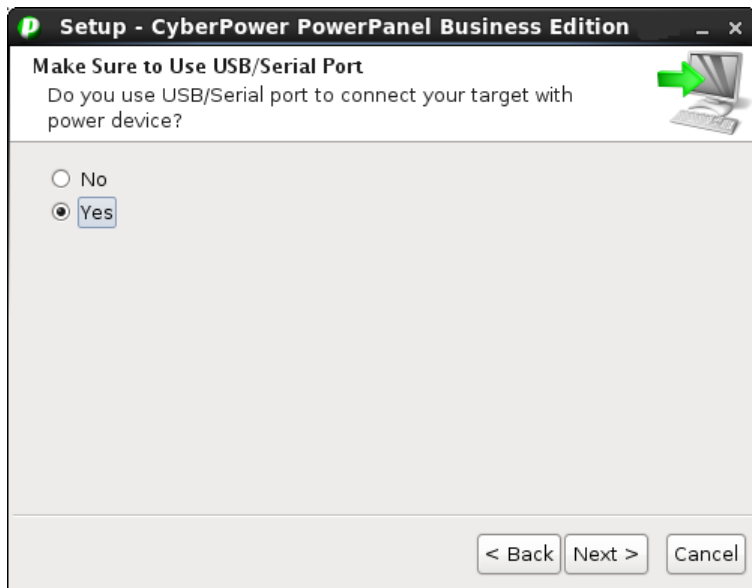 Setup - CyberPower PowerPanel Business Edition
Make Sure to Use USB/Serial Port
Do you use USB/Serial port to connect your target with
power device?
No
Yes
< Back Next > Cancel